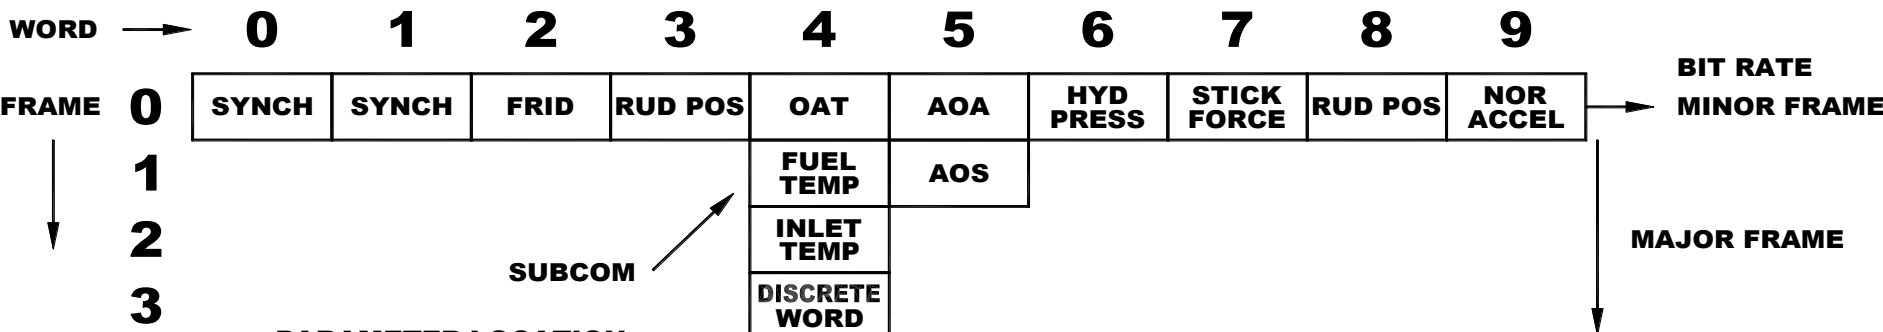 WORD 0 1 2 3 4 5 6 7 8 9
BIT RATE
FRAME 0 SYNCH SYNCH FRID RUD POS OAT AOA HYD PRESS STICK FORCE RUD POS NOR ACCEL MINOR FRAME
1 FUEL TEMP AOS
2 INLET TEMP MAJOR FRAME
SUBCOM
3 DISCRETE WORD
PARAMETER LOCATION